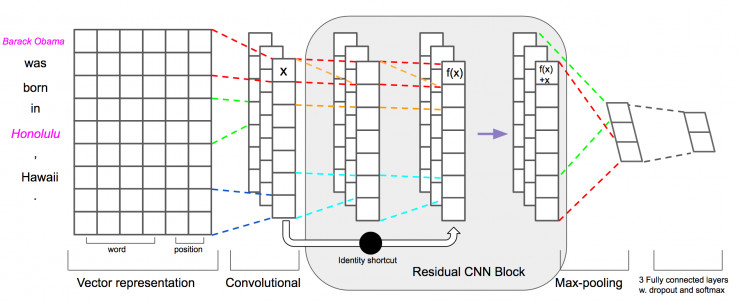 Barack Obama
was
born
in
Honolulu
,
Hawaii
.
word
position
Vector representation
x
Convolutional
f(x)
Identity shortcut
Residual CNN Block
f(x)
+x
Max-pooling
3 Fully connected layers
w. dropout and softmax